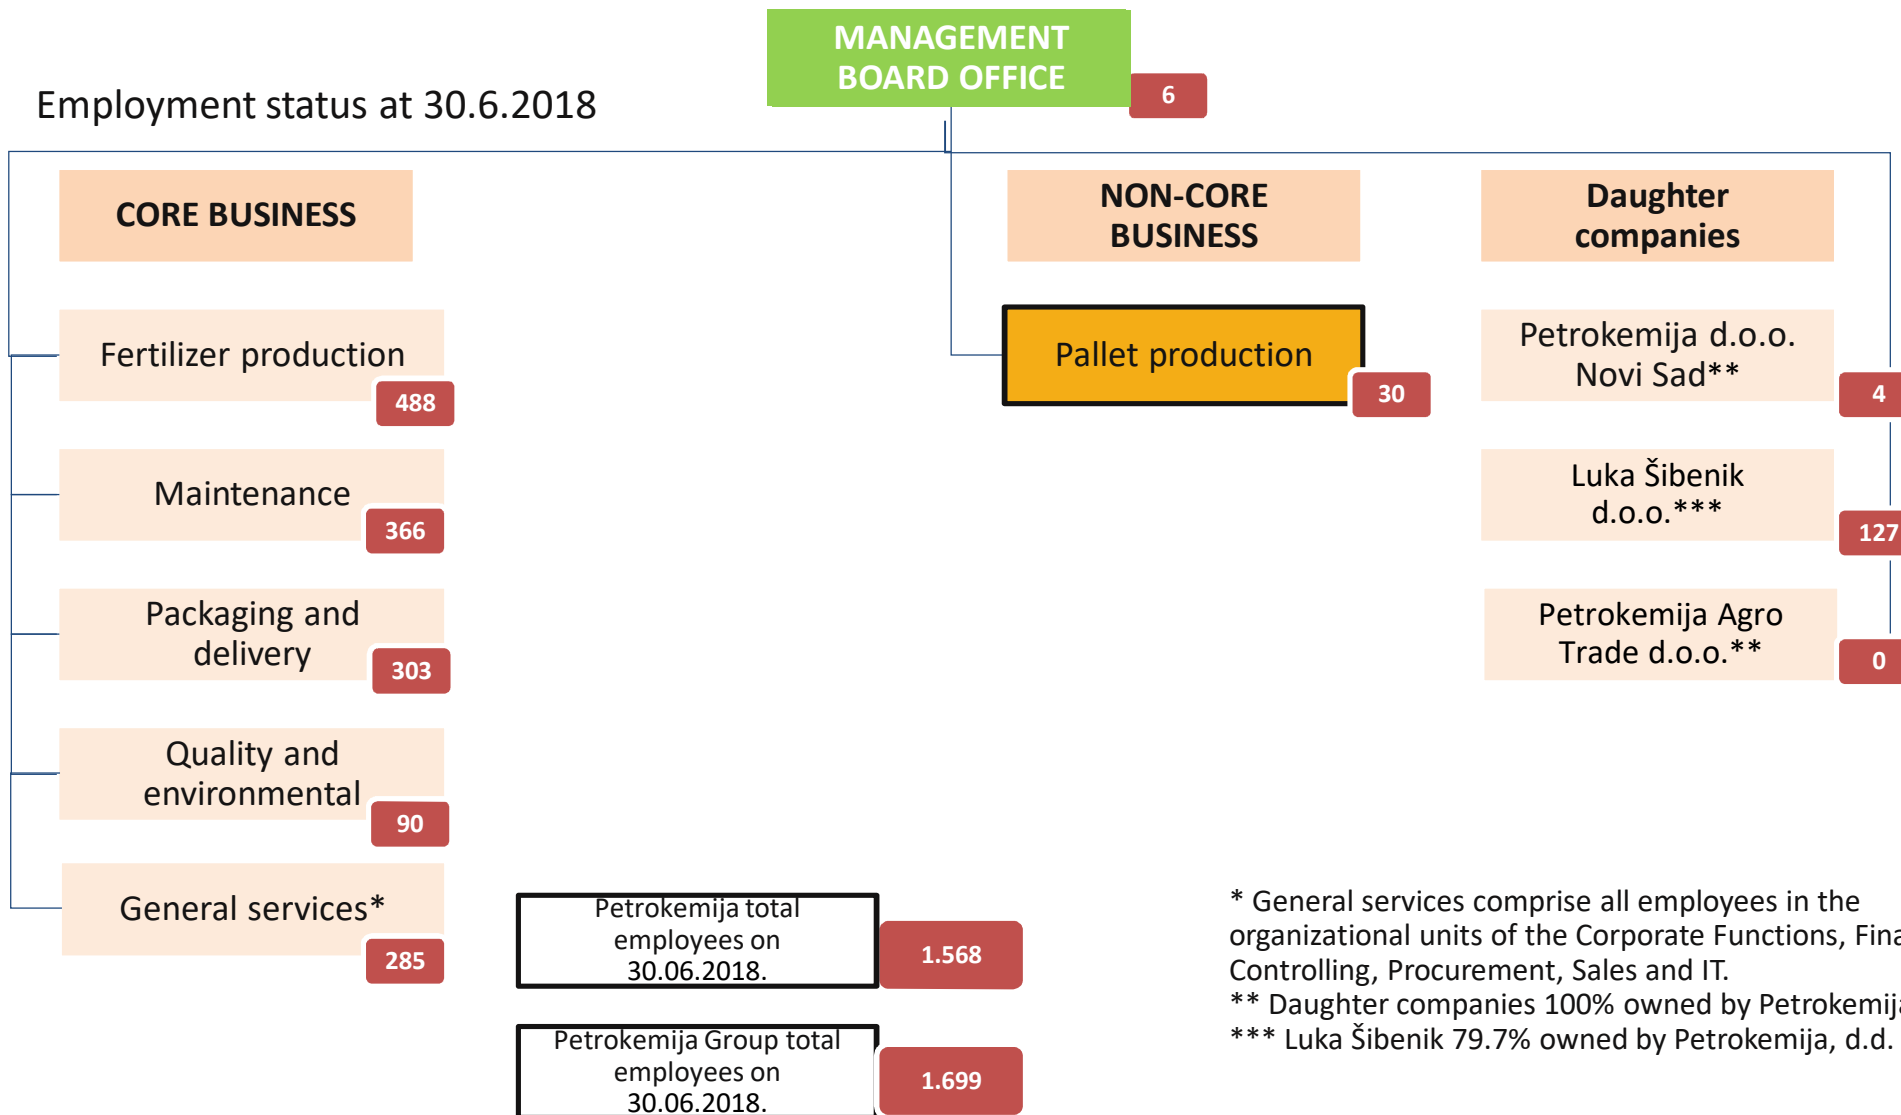 MANAGEMENT
BOARD OFFICE
6
Employment status at 30.6.2018
CORE BUSINESS
Fertilizer production
488
Maintenance
366
Packaging and
delivery
303
Quality and
environmental
90
General services*
285
NON-CORE
BUSINESS
Pallet production
30
Daughter
companies
Petrokemija d.o.o.
Novi Sad**
4
Luka Šibenik
d.o.o.***
127
Petrokemija Agro
Trade d.o.o.**
0
Petrokemija total
employees on
30.06.2018.
1.568
Petrokemija Group total
employees on
30.06.2018.
1.699
* General services comprise all employees in the
organizational units of the Corporate Functions,
Controlling, Procurement, Sales and IT.
** Daughter companies 100% owned by Petrokemija
*** Luka Šibenik 79.7% owned by Petrokemija, d.d.